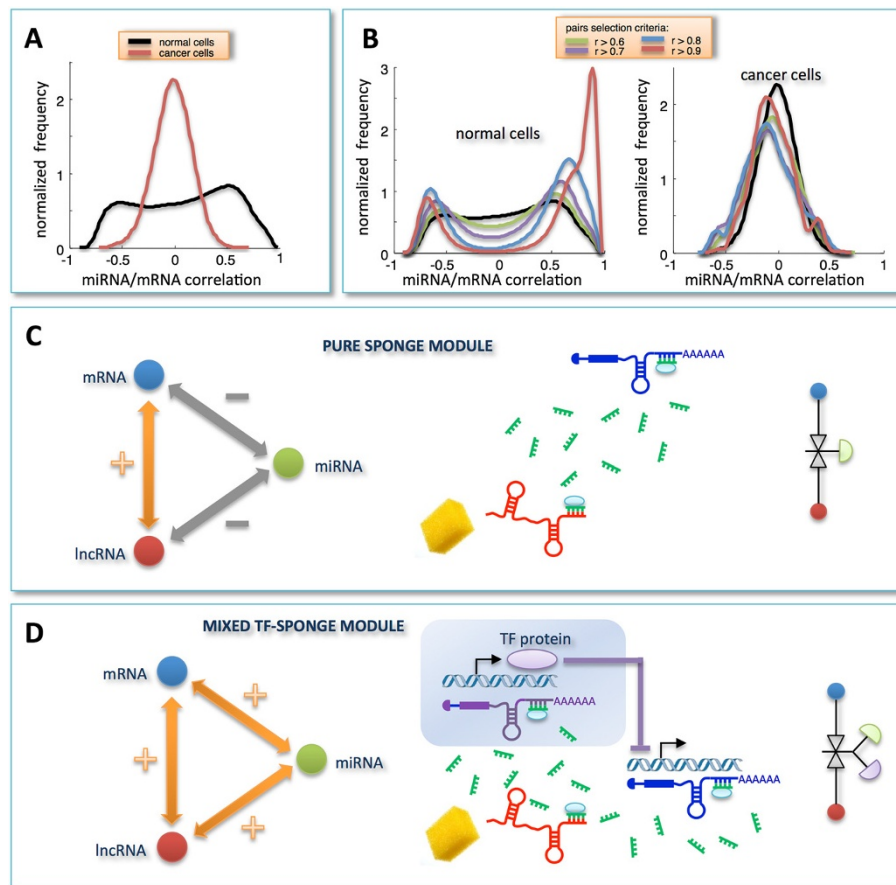 A
normal cells
cancer cells
normalized frequency
2
1
0
-1 -0.5 0 0.5 1
miRNA/mRNA correlation
B
pairs selection criteria:
r > 0.6 r > 0.8
r > 0.7 r > 0.9
normal cells
normalized frequency
3
2
1
0
-1 -0.5 0 0.5 1
miRNA/mRNA correlation
cancer cells
normalized frequency
2
1
0
-1 -0.5 0 0.5 1
miRNA/mRNA correlation
C
PURE SPONGE MODULE
mRNA
miRNA
lncRNA
+
−
−
AAAAAA
D
MIXED TF-SPONGE MODULE
mRNA
miRNA
lncRNA
+
+
+
TF protein
AAAAAA
AAAAAA